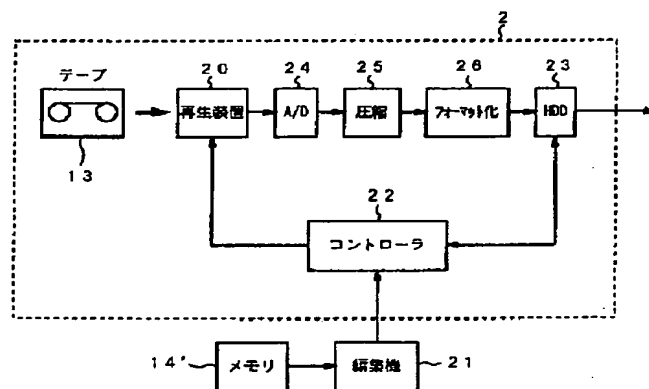 2
テープ
20
24
25
26
23
再生装置
A/D
圧縮
フォーマット化
HDD
13
22
コントローラ
14'
メモリ
編集機
21